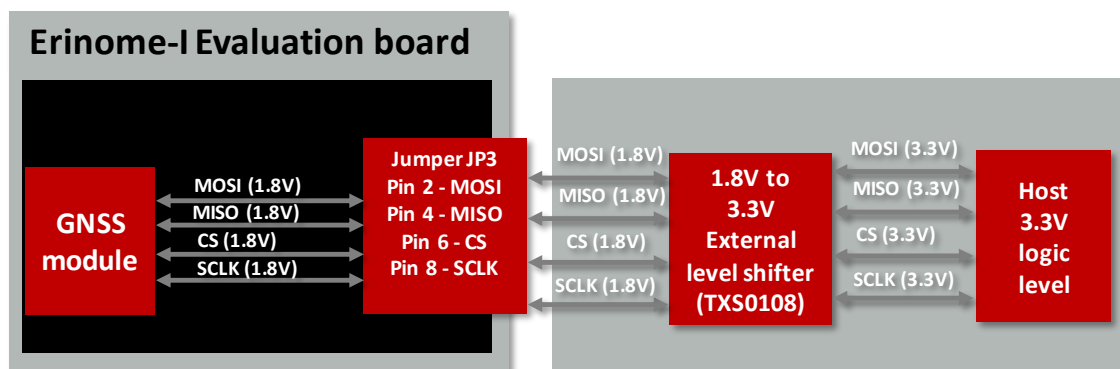 Erinome-I Evaluation board
GNSS
module
MOSI (1.8V)
MISO (1.8V)
CS (1.8V)
SCLK (1.8V)
Jumper JP3
Pin 2 - MOSI
Pin 4 - MISO
Pin 6 - CS
Pin 8 - SCLK
MOSI (1.8V)
MISO (1.8V)
CS (1.8V)
SCLK (1.8V)
1.8V to
3.3V
External
level shifter
(TXS0108)
MOSI (3.3V)
MISO (3.3V)
CS (3.3V)
SCLK (3.3V)
Host
3.3V
logic
level